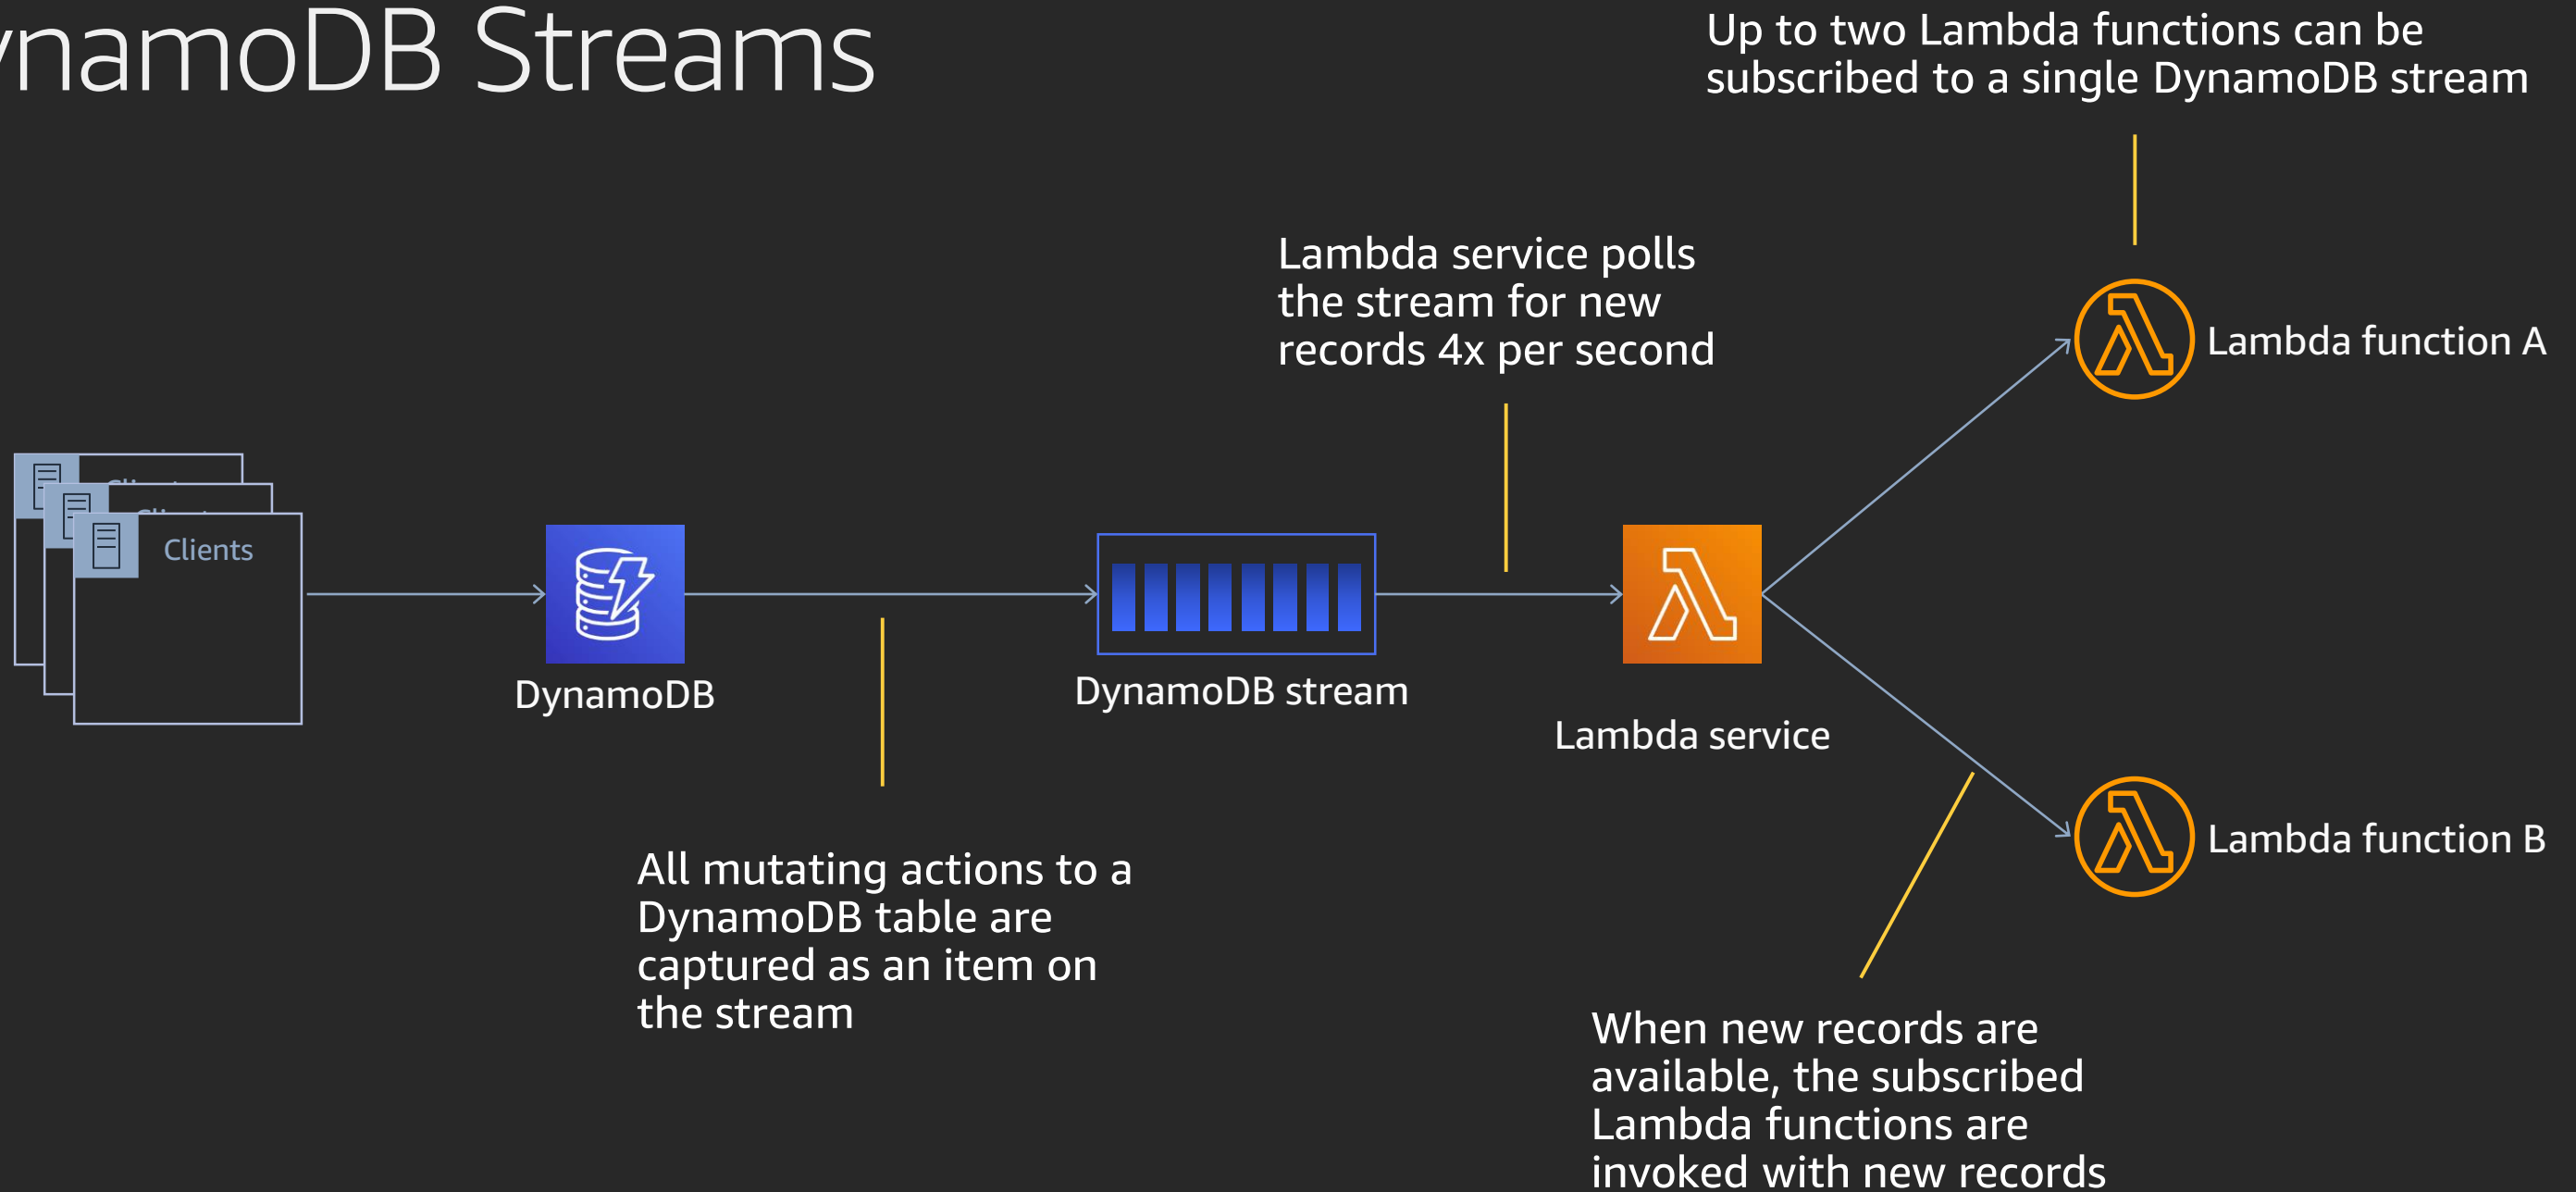 ynamoDB Streams
Up to two Lambda functions can be
subscribed to a single DynamoDB stream
Lambda service polls
the stream for new
records 4x per second
Lambda function A
Clients
DynamoDB
DynamoDB stream
Lambda service
Lambda function B
All mutating actions to a
DynamoDB table are
captured as an item on
the stream
When new records are
available, the subscribed
Lambda functions are
invoked with new records